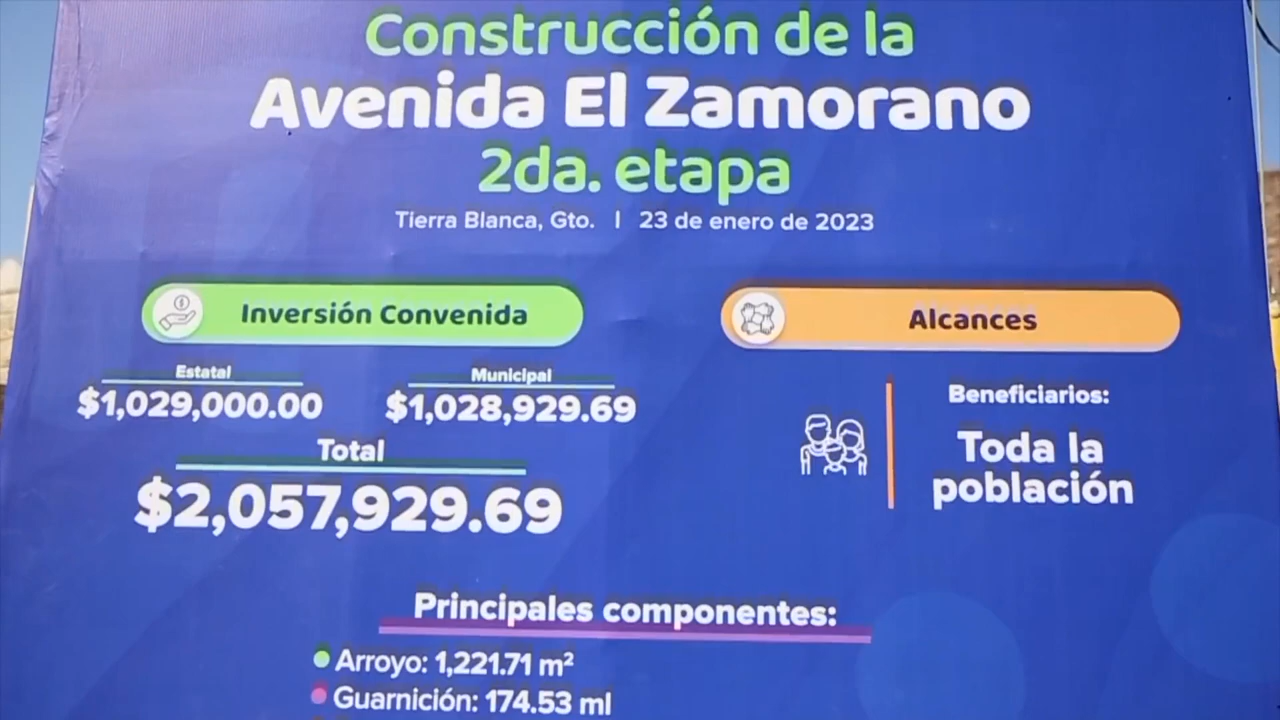 Construcción de la
Avenida El Zamorano
2da. etapa
Tierra Blanca, Gto. | 23 de enero de 2023
Inversión Convenida
Estatal
$1,029,000.00
Municipal
$1,028,929.69
Total
$2,057,929.69
Alcances
Beneficiarios:
Toda la
población
Principales componentes:
Arroyo: 1,221.71 m²
Guarnición: 174.53 ml